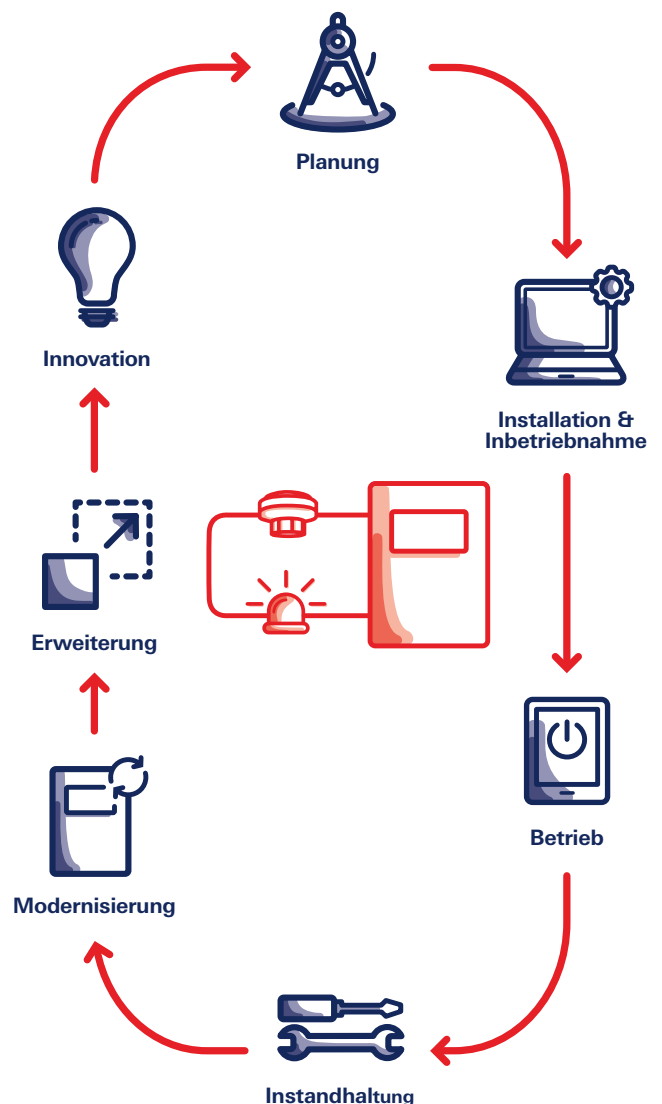 Planung
Installation &
Inbetriebnahme
Betrieb
Instandhaltung
Modernisierung
Erweiterung
Innovation